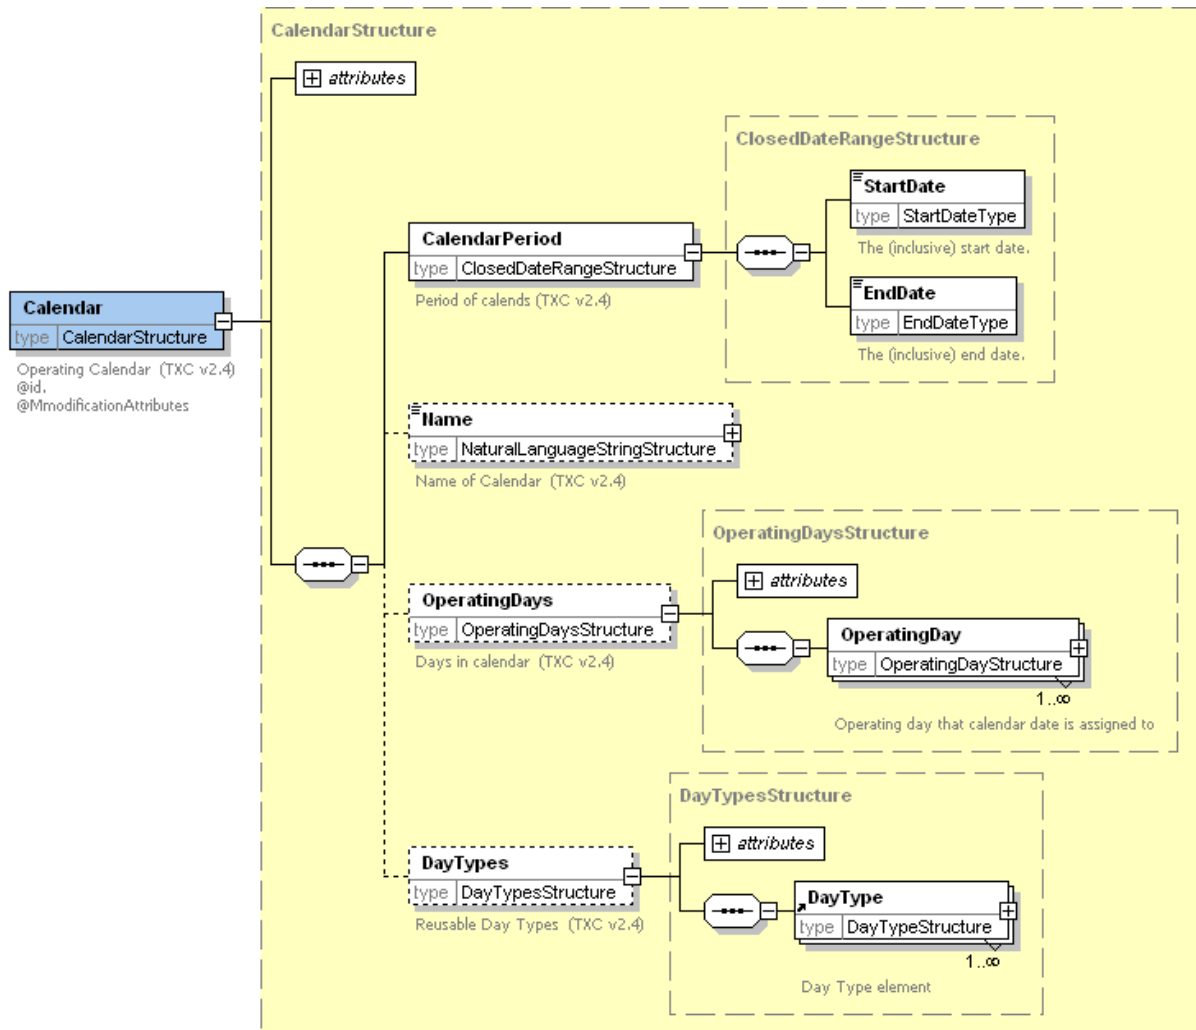 CalendarStructure
attributes
ClosedDateRangeStructure
StartDate
type StartDateType
The (inclusive) start date.
CalendarPeriod
type ClosedDateRangeStructure
Period of calends (TXC v2.4)
EndDate
type EndDateType
The (inclusive) end date.
Calendar
type CalendarStructure
Operating Calendar (TXC v2.4)
@id.
@MmodificationAttributes
Name
type NaturalLanguageStringStructure
Name of Calendar (TXC v2.4)
OperatingDaysStructure
attributes
OperatingDays
type OperatingDaysStructure
Days in calendar (TXC v2.4)
OperatingDay
type OperatingDayStructure
1..∞
Operating day that calendar date is assigned to
DayTypesStructure
attributes
DayTypes
type DayTypesStructure
Reusable Day Types (TXC v2.4)
DayType
type DayTypeStructure
1..∞
Day Type element